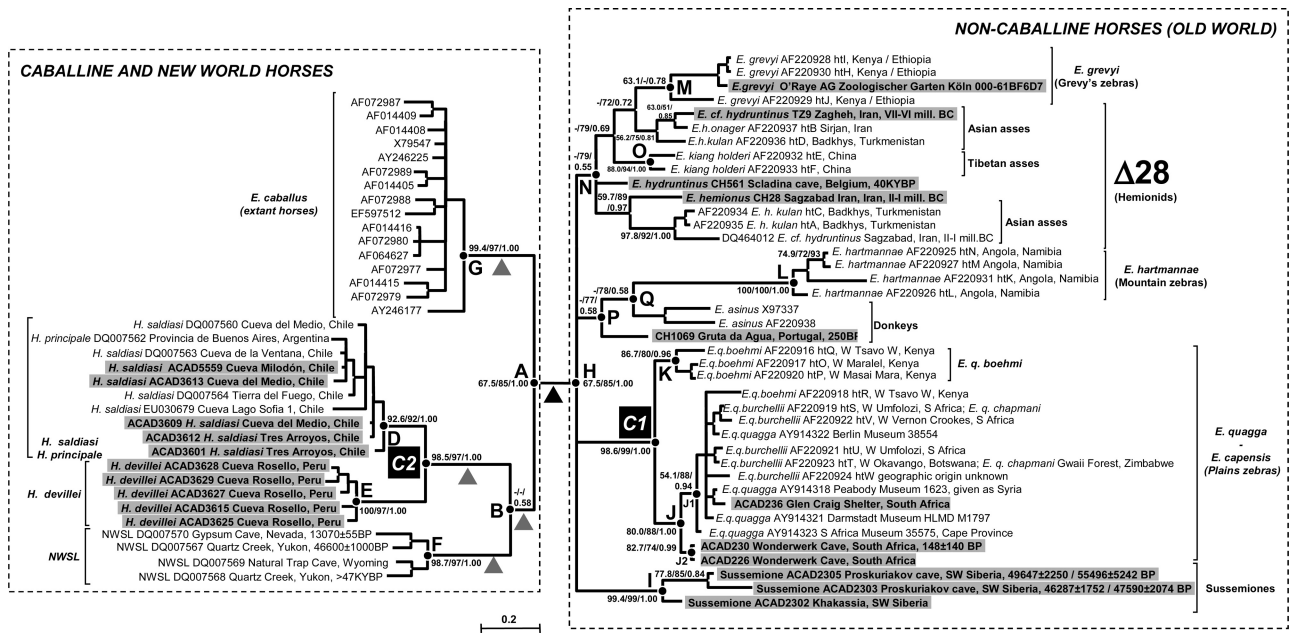 CABALLINE AND NEW WORLD HORSES
AF072987
AF014409
AF014408
X79547
AY246225
AF072989
AF014405
AF072988
EF597512
AF014416
AF072980
AF064627
AF072977
AF014415
AF072979
AY246177
E. caballus
(extant horses)
99.4/97/1.00
G
H. saldiasi DQ007560 Cueva del Medio, Chile
H. principale DQ007562 Provincia de Buenos Aires, Argentina
H. saldiasi DQ007563 Cueva de la Ventana, Chile
H. saldiasi ACAD5559 Cueva Milodón, Chile
H. saldiasi ACAD3613 Cueva del Medio, Chile
H. saldiasi DQ007564 Tierra del Fuego, Chile
H. saldiasi EU030679 Cueva Lago Sofia 1, Chile
ACAD3609 H. saldiasi Cueva del Medio, Chile
ACAD3612 H. saldiasi Tres Arroyos, Chile
ACAD3601 H. saldiasi Tres Arroyos, Chile
H. saldiasi
H. principale
92.6/92/1.00
D
C2
98.5/97/1.00
H. devillei ACAD3628 Cueva Rosello, Peru
H. devillei ACAD3629 Cueva Rosello, Peru
H. devillei ACAD3627 Cueva Rosello, Peru
H. devillei ACAD3615 Cueva Rosello, Peru
H. devillei ACAD3625 Cueva Rosello, Peru
H. devillei
E
100/97/1.00
NWSL DQ007570 Gypsum Cave, Nevada, 13070±55BP
NWSL DQ007567 Quartz Creek, Yukon, 46600±1000BP
NWSL DQ007569 Natural Trap Cave, Wyoming
NWSL DQ007568 Quartz Creek, Yukon, >47KYBP
NWSL
F
98.7/97/1.00
B
-/-/
0.58
A
67.5/85/1.00
0.2
NON-CABALLINE HORSES (OLD WORLD)
H
67.5/85/1.00
E. grevyi AF220928 htI, Kenya / Ethiopia
E. grevyi AF220930 htH, Kenya / Ethiopia
E.grevyi O'Raye AG Zoologischer Garten Köln 000-61BF6D7
E. grevyi AF220929 htJ, Kenya / Ethiopia
63.1/-/0.78
M
E. grevyi
(Grevy's zebras)
-/72/0.72
63.0/51/
0.85
E. cf. hydruntinus TZ9 Zagheh, Iran, VII-VI mill. BC
E.h.onager AF220937 htB Sirjan, Iran
E.h.kulan AF220936 htD, Badkhys, Turkmenistan
56.2/75/0.81
Asian asses
-/79/0.69
O
E. kiang holderi AF220932 htE, China
E. kiang holderi AF220933 htF, China
88.0/94/1.00
Tibetan asses
-/79/
0.55
N
E. hydruntinus CH561 Scladina cave, Belgium, 40KYBP
E. hemionus CH28 Sagzabad Iran, Iran, II-I mill. BC
59.7/89
/0.97
AF220934 E. h. kulan htC, Badkhys, Turkmenistan
AF220935 E. h. kulan htA, Badkhys, Turkmenistan
DQ464012 E. cf. hydruntinus Sagzabad, Iran, II-I mill.BC
97.8/92/1.00
Asian asses
Δ28
(Hemionids)
74.9/72/93
E. hartmannae AF220925 htN, Angola, Namibia
E. hartmannae AF220927 htM Angola, Namibia
E. hartmannae AF220931 htK, Angola, Namibia
E. hartmannae AF220926 htL, Angola, Namibia
L
100/100/1.00
E. hartmannae
(Mountain zebras)
-/78/0.58
Q
-/77/
0.58
P
E. asinus X97337
E. asinus AF220938
CH1069 Gruta da Agua, Portugal, 250BP
Donkeys
86.7/80/0.96
K
E.q.boehmi AF220916 htQ, W Tsavo W, Kenya
E.q.boehmi AF220917 htO, W Maralel, Kenya
E.q.boehmi AF220920 htP, W Masai Mara, Kenya
E. q. boehmi
C1
98.6/99/1.00
E.q.boehmi AF220918 htR, W Tsavo W, Kenya
E.q.burchellii AF220919 htS, W Umfolozi, S Africa; E. q. chapmani
E.q.burchellii AF220922 htV, W Vernon Crookes, S Africa
E.q.quagga AY914322 Berlin Museum 38554
E.q.burchellii AF220921 htU, W Umfolozi, S Africa
E.q.burchellii AF220923 htT, W Okavango, Botswana; E. q. chapmani Gwaii Forest, Zimbabwe
E.q.burchellii AF220924 htW geographic origin unknown
E.q.quagga AY914318 Peabody Museum 1623, given as Syria
ACAD236 Glen Craig Shelter, South Africa
E.q.quagga AY914321 Darmstadt Museum HLMD M1797
E.q.quagga AY914323 S Africa Museum 35575, Cape Province
54.1/88/
0.94
J1
J
80.0/88/1.00
82.7/74/0.99
J2
ACAD230 Wonderwerk Cave, South Africa, 148±140 BP
ACAD226 Wonderwerk Cave, South Africa
E. quagga
-
E. capensis
(Plains zebras)
I
77.8/85/0.84
Sussemione ACAD2305 Proskuriakov cave, SW Siberia, 49647±2250 / 55496±5242 BP
Sussemione ACAD2303 Proskuriakov cave, SW Siberia, 46287±1752 / 47590±2074 BP
Sussemione ACAD2302 Khakassia, SW Siberia
99.4/99/1.00
Sussemiones